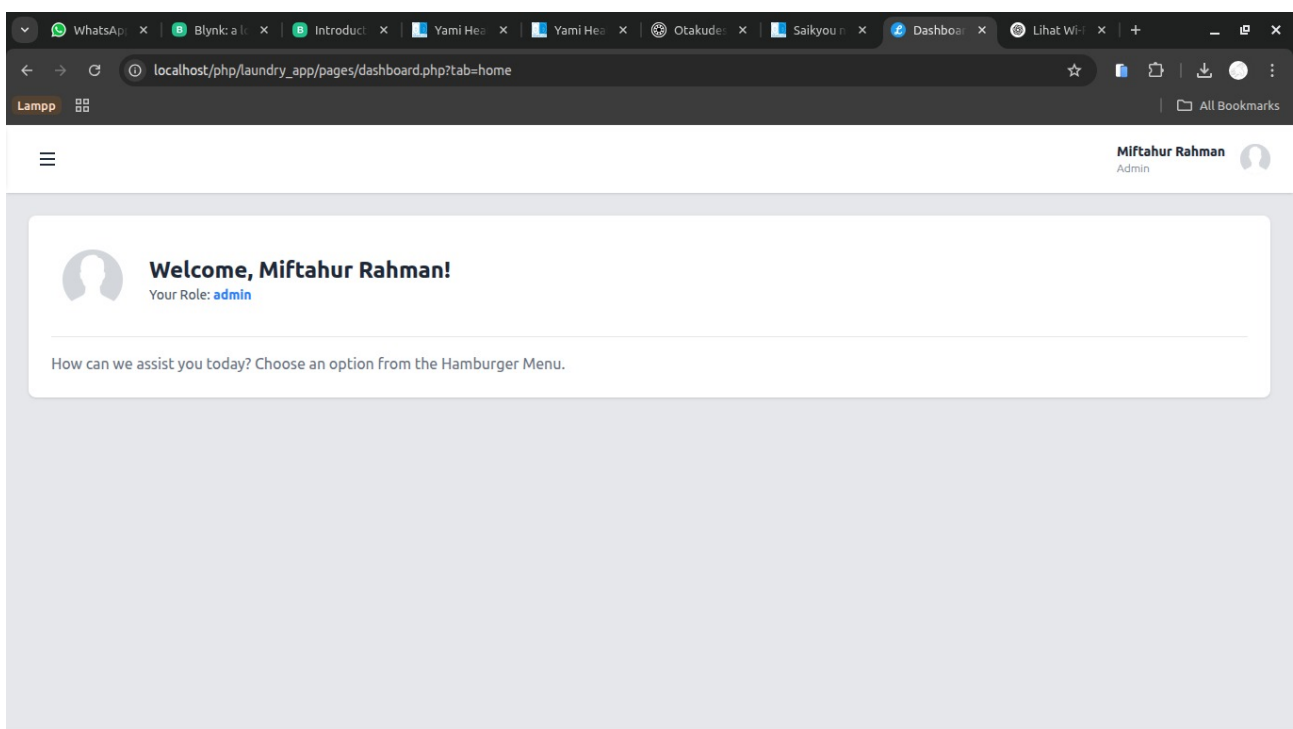 WhatsAp
Blynk: a lo
Introduct
Yami Hea
Yami Hea
Otakudes
Saikyou n
Dashboar
Lihat Wi-F
localhost/php/laundry_app/pages/dashboard.php?tab=home
Lampp
All Bookmarks
Miftahur Rahman
Admin
Welcome, Miftahur Rahman!
Your Role: admin
How can we assist you today? Choose an option from the Hamburger Menu.